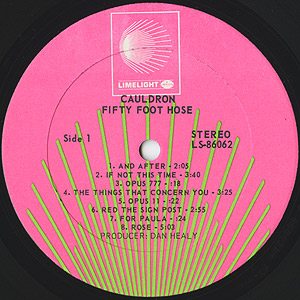 LIMELIGHT
CAULDRON
FIFTY FOOT HOSE
Side 1
STEREO
LS-86062
1. AND AFTER - 2:05
2. IF NOT THIS TIME - 3:40
3. OPUS 777 - :18
4. THE THINGS THAT CONCERN YOU - 3:25
5. OPUS 11 - :22
6. RED THE SIGN POST - 2:55
7. FOR PAULA - :24
8. ROSE - 5:03
PRODUCER: DAN HEALY